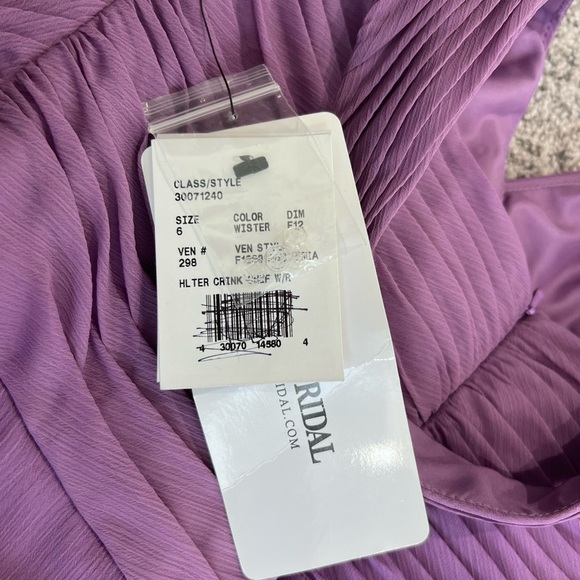 CLASS/STYLE
30071240
SIZE COLOR DIM
6 WISTER F12
VEN # VEN STYLE
298
HLTER CRINK W/R
4 30070 14580 4
RIDAL
RIDAL.COM